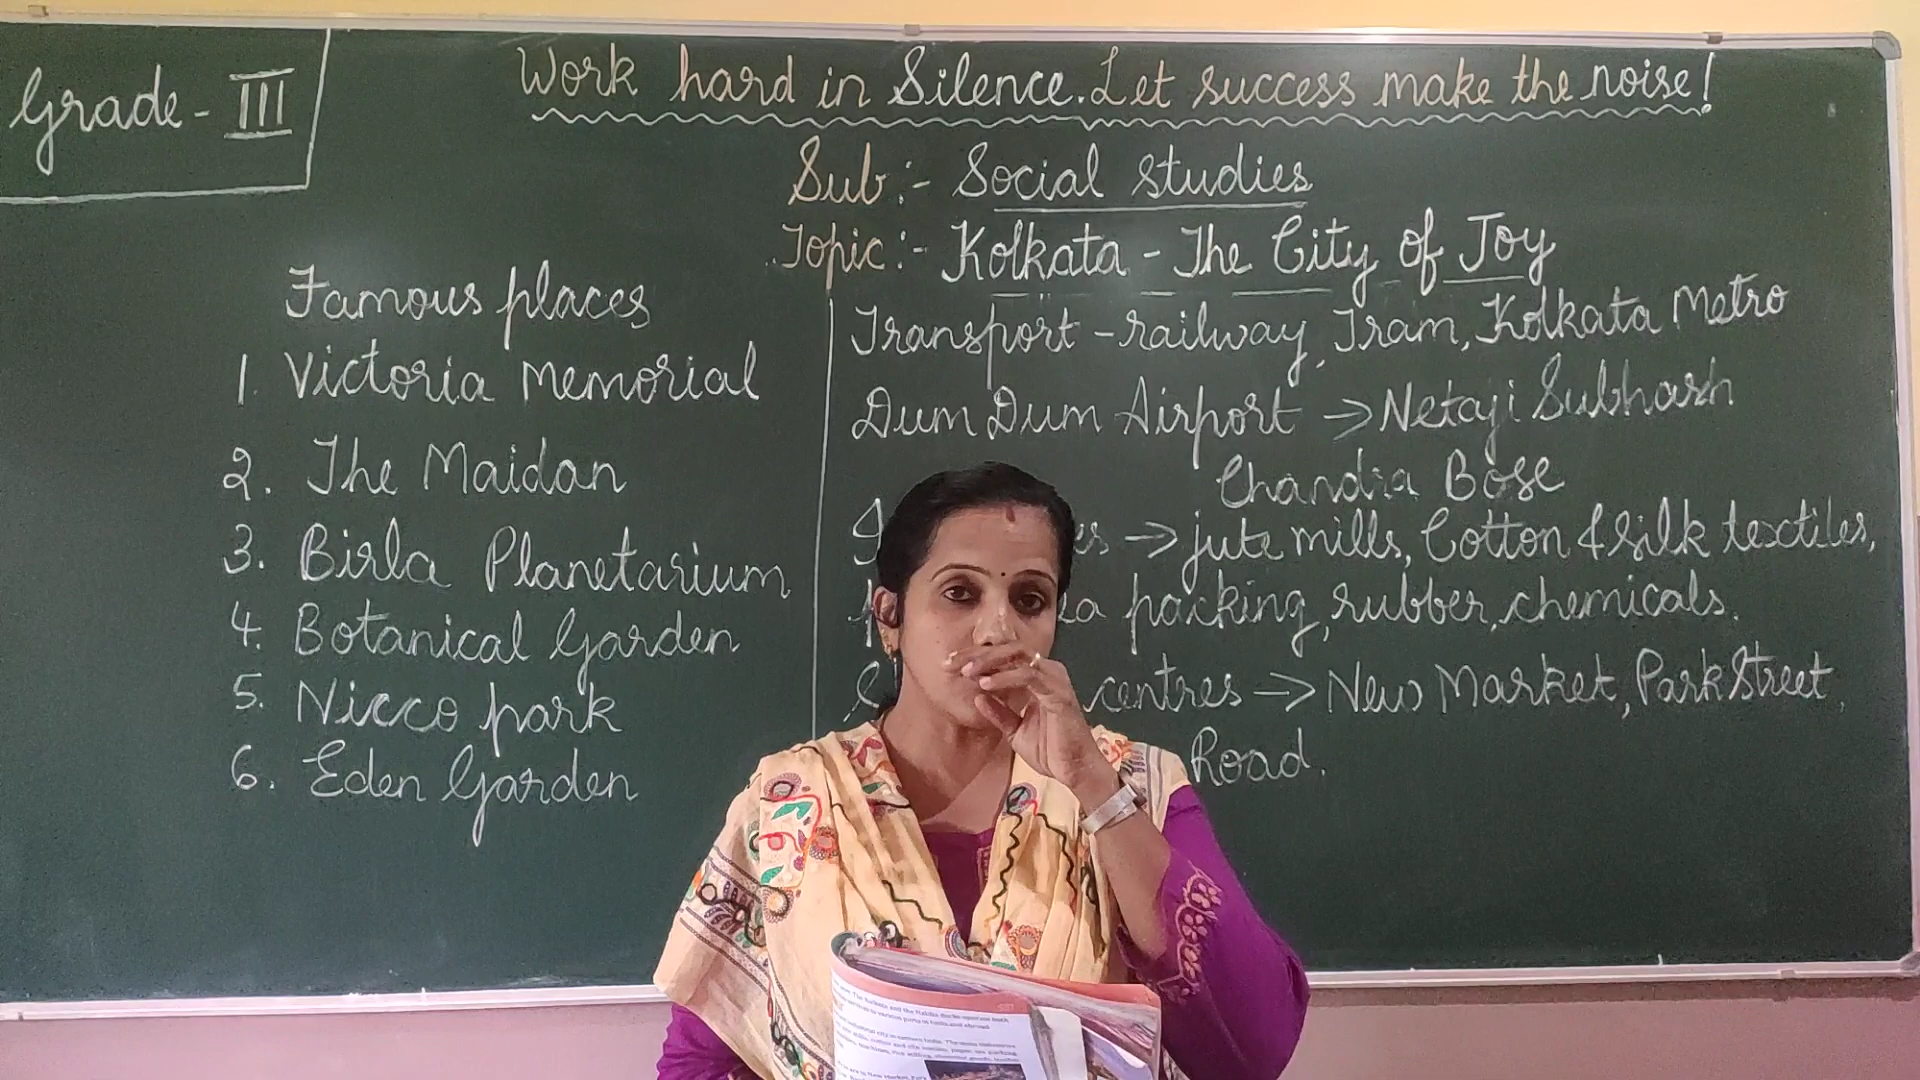 Grade - III
Work hard in Silence. Let success make the noise!
Sub :- Social studies
Topic :- Kolkata - The City of Joy
Famous places
1. Victoria Memorial
2. The Maidan
3. Birla Planetarium
4. Botanical Garden
5. Nicco park
6. Eden Garden
Transport - railway, Tram, Kolkata Metro
Dum Dum Airport → Netaji Subhash
Chandra Bose
→ jute mills, Cotton & Silk textiles,
packing, rubber, chemicals.
centres → New Market, Park Street,
Road.